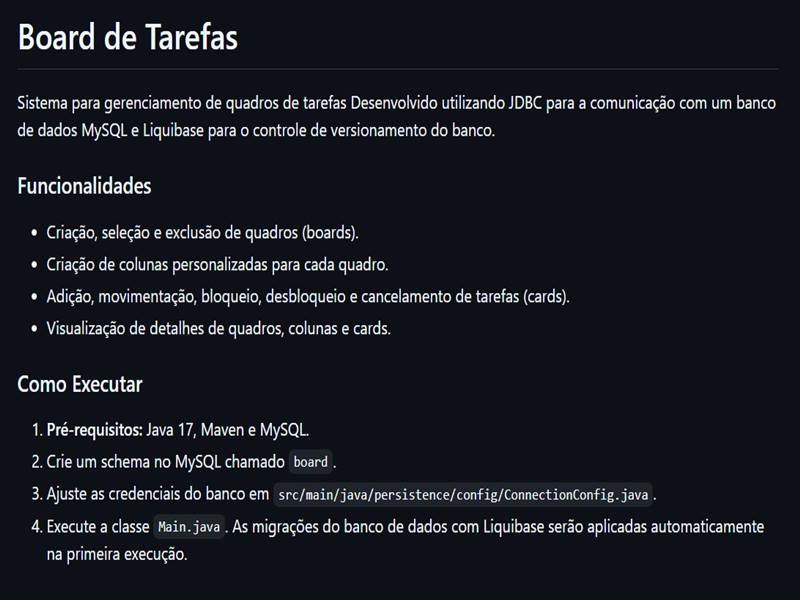 Board de Tarefas
Sistema para gerenciamento de quadros de tarefas Desenvolvido utilizando JDBC para a comunicação com um banco
de dados MySQL e Liquibase para o controle de versionamento do banco.
Funcionalidades
• Criação, seleção e exclusão de quadros (boards).
• Criação de colunas personalizadas para cada quadro.
• Adição, movimentação, bloqueio, desbloqueio e cancelamento de tarefas (cards).
• Visualização de detalhes de quadros, colunas e cards.
Como Executar
1. Pré-requisitos: Java 17, Maven e MySQL.
2. Crie um schema no MySQL chamado board.
3. Ajuste as credenciais do banco em src/main/java/persistence/config/ConnectionConfig.java.
4. Execute a classe Main.java. As migrações do banco de dados com Liquibase serão aplicadas automaticamente
na primeira execução.